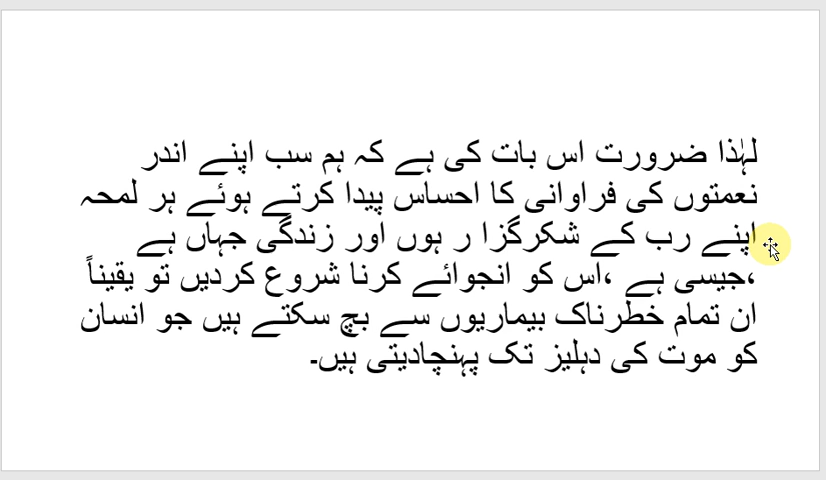 لہٰذا ضرورت اس بات کی ہے کہ ہم سب اپنے اندر
نعمتوں کی فراوانی کا احساس پیدا کرتے ہوئے ہر لمحہ
اپنے رب کے شکرگزا ر ہوں اور زندگی جہاں ہے
،جیسی ہے ،اس کو انجوائے کرنا شروع کردیں تو یقیناً
ان تمام خطرناک بیماریوں سے بچ سکتے ہیں جو انسان
کو موت کی دہلیز تک پہنچادیتی ہیں۔